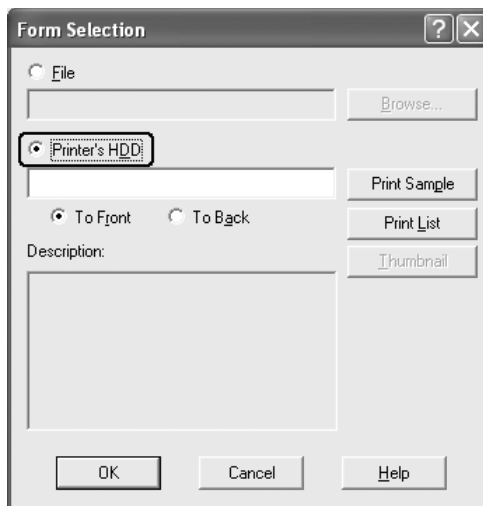 Form Selection
File
Browse...
Printer's HDD
Print Sample
To Front To Back
Print List
Description:
Thumbnail
OK Cancel Help